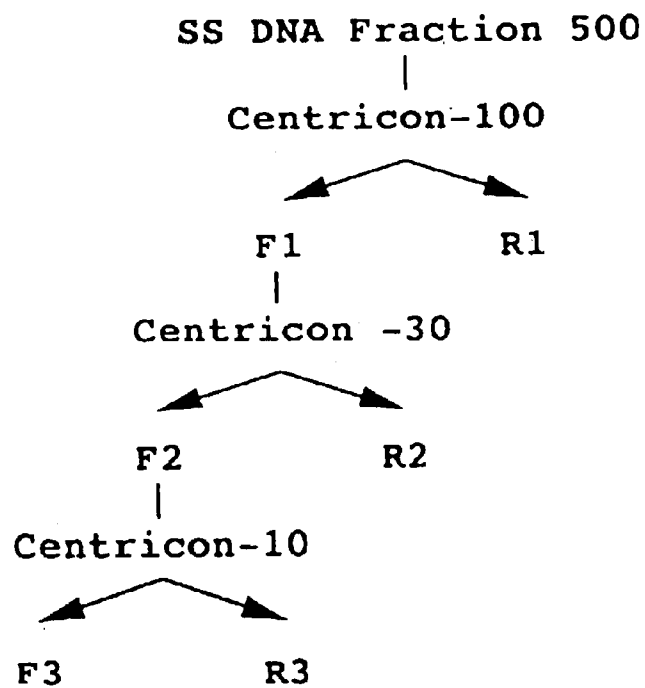 SS DNA Fraction 500
Centricon-100
F1 R1
Centricon -30
F2 R2
Centricon-10
F3 R3